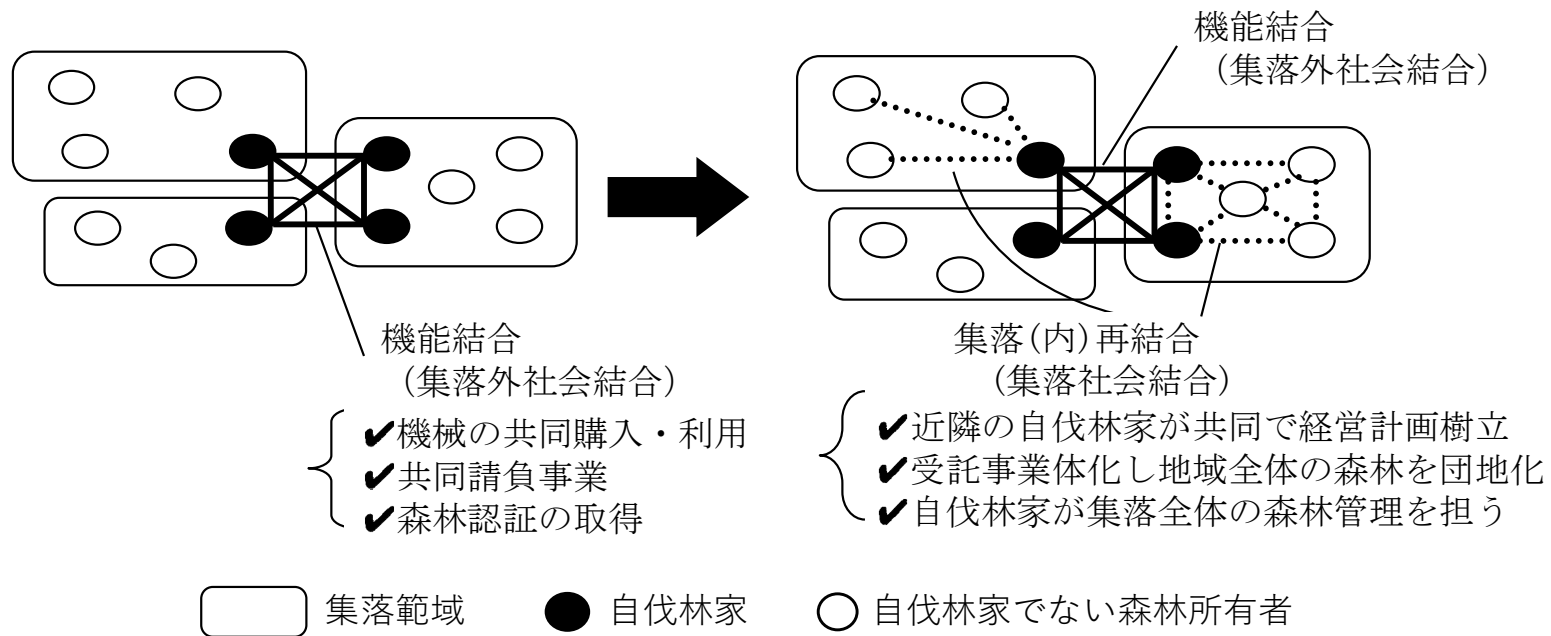 機能結合
(集落外社会結合)
機能結合
(集落外社会結合)
✔機械の共同購入・利用
✔共同請負事業
✔森林認証の取得
集落(内)再結合
(集落社会結合)
✔近隣の自伐林家が共同で経営計画樹立
✔受託事業体化し地域全体の森林を団地化
✔自伐林家が集落全体の森林管理を担う
集落範域
自伐林家
自伐林家でない森林所有者